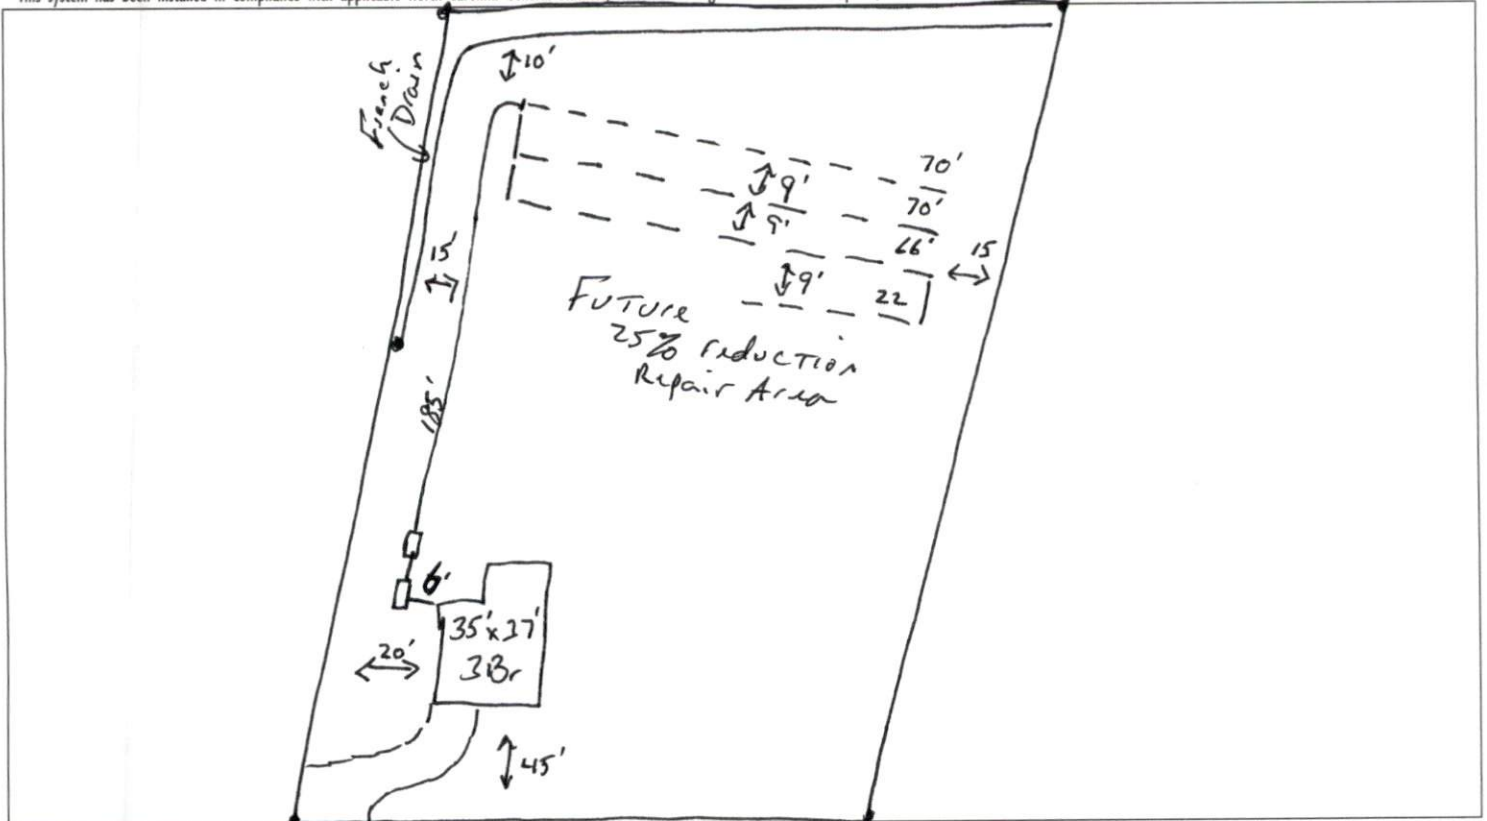 10'
French
Drain
70'
9'
70'
9'
66'
15
15
9'
22
Future
25% reduction
Repair Area
185'
6'
35'x37'
3Br
20'
45'